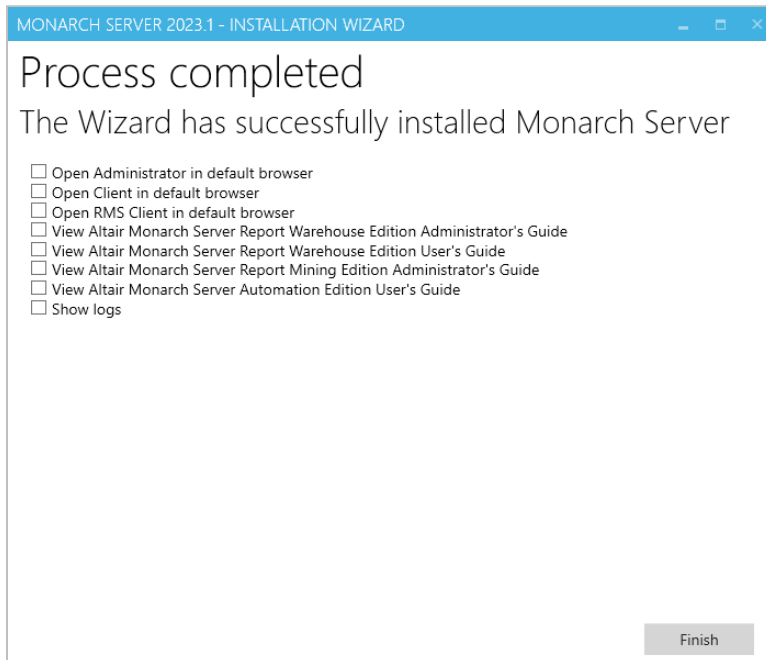 MONARCH SERVER 2023.1 - INSTALLATION WIZARD
Process completed
The Wizard has successfully installed Monarch Server
Open Administrator in default browser
Open Client in default browser
Open RMS Client in default browser
View Altair Monarch Server Report Warehouse Edition Administrator's Guide
View Altair Monarch Server Report Warehouse Edition User's Guide
View Altair Monarch Server Report Mining Edition Administrator's Guide
View Altair Monarch Server Automation Edition User's Guide
Show logs
Finish